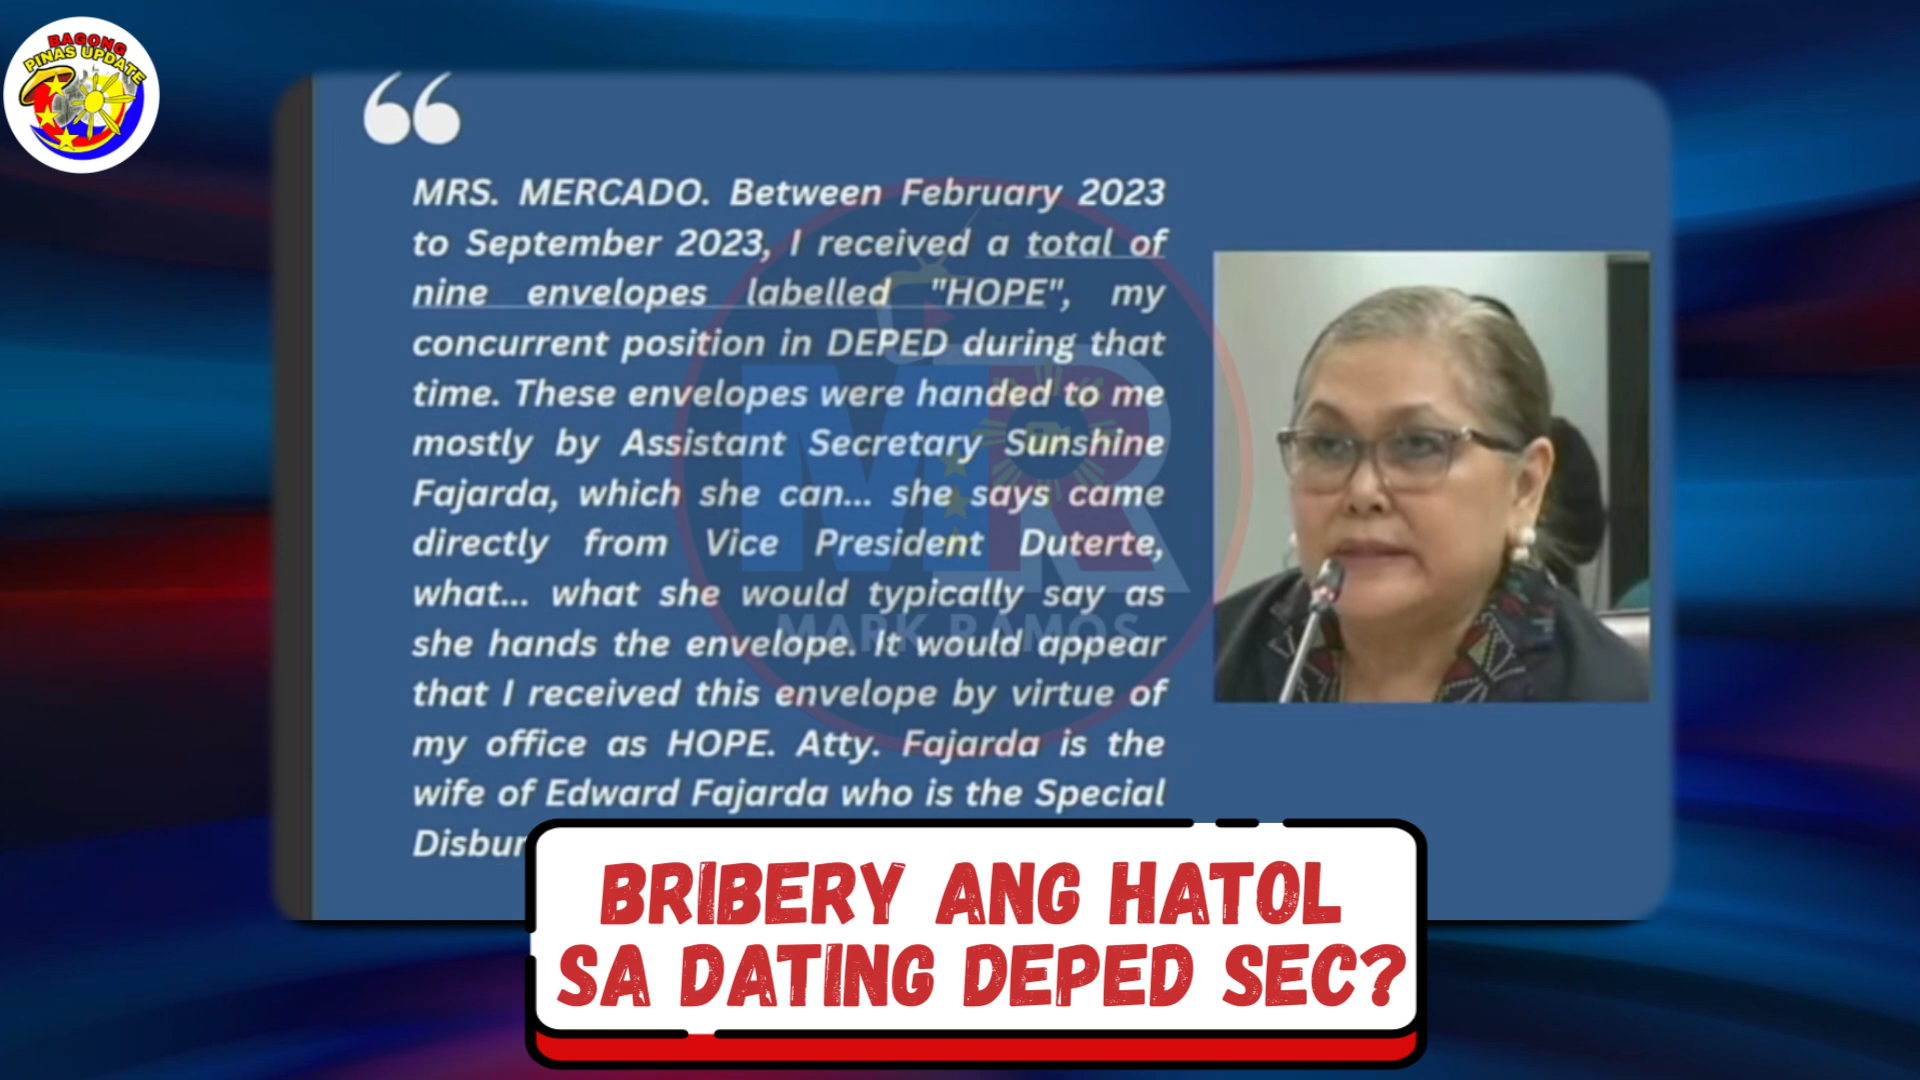 BAGONG
PINAS UPDATE
MRS. MERCADO. Between February 2023
to September 2023, I received a total of
nine envelopes labelled "HOPE", my
concurrent position in DEPED during that
time. These envelopes were handed to me
mostly by Assistant Secretary Sunshine
Fajarda, which she can... she says came
directly from Vice President Duterte,
what... what she would typically say as
she hands the envelope. It would appear
that I received this envelope by virtue of
my office as HOPE. Atty. Fajarda is the
wife of Edward Fajarda who is the Special
Disbur
MR
MARK RAMOS
BRIBERY ANG HATOL
SA DATING DEPED SEC?